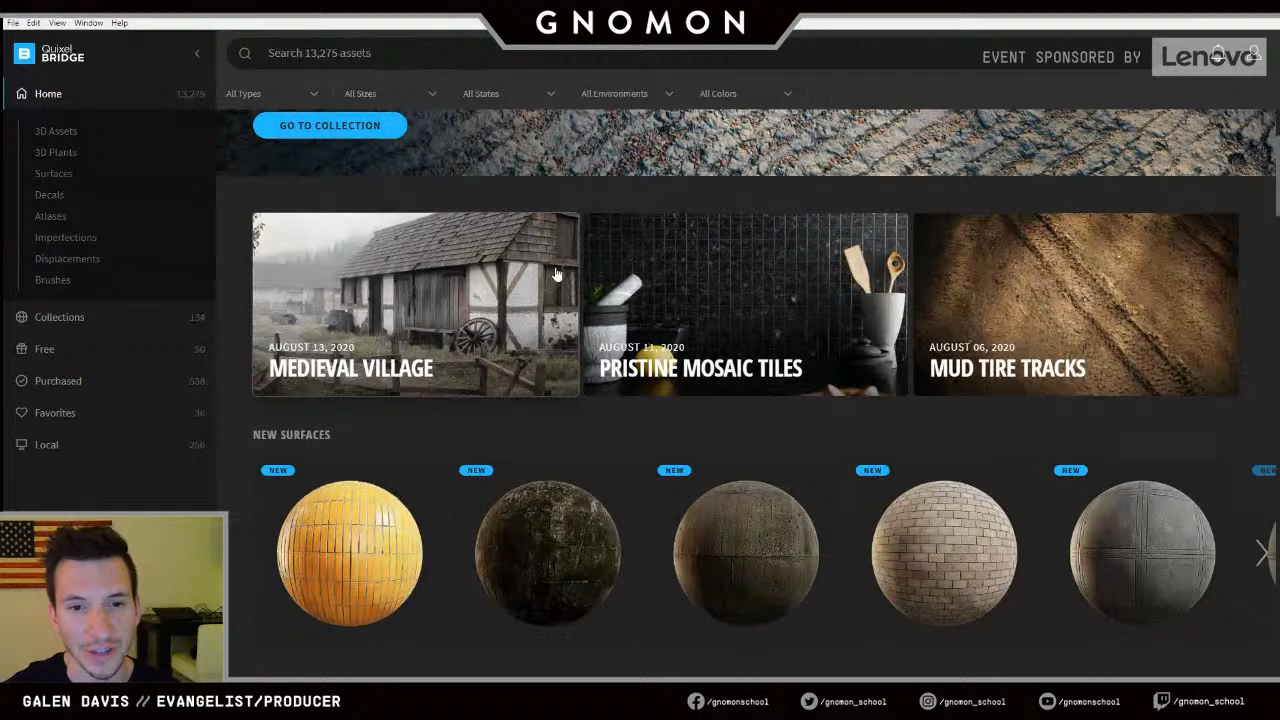 GNOMON
File Edit View Window Help
Quixel
BRIDGE
Search 13,275 assets
EVENT SPONSORED BY Lenovo
Home 13,275
All Types All Sizes All States All Environments All Colors
GO TO COLLECTION
3D Assets
3D Plants
Surfaces
Decals
Atlases
Imperfections
Displacements
Brushes
Collections 134
Free 50
Purchased 538
Favorites 36
Local 256
AUGUST 13, 2020
MEDIEVAL VILLAGE
AUGUST 11, 2020
PRISTINE MOSAIC TILES
AUGUST 06, 2020
MUD TIRE TRACKS
NEW SURFACES
NEW NEW NEW NEW NEW NEW
GALEN DAVIS // EVANGELIST/PRODUCER
/gnomonschool /gnomon_school /gnomon_school /gnomonschool /gnomon_school